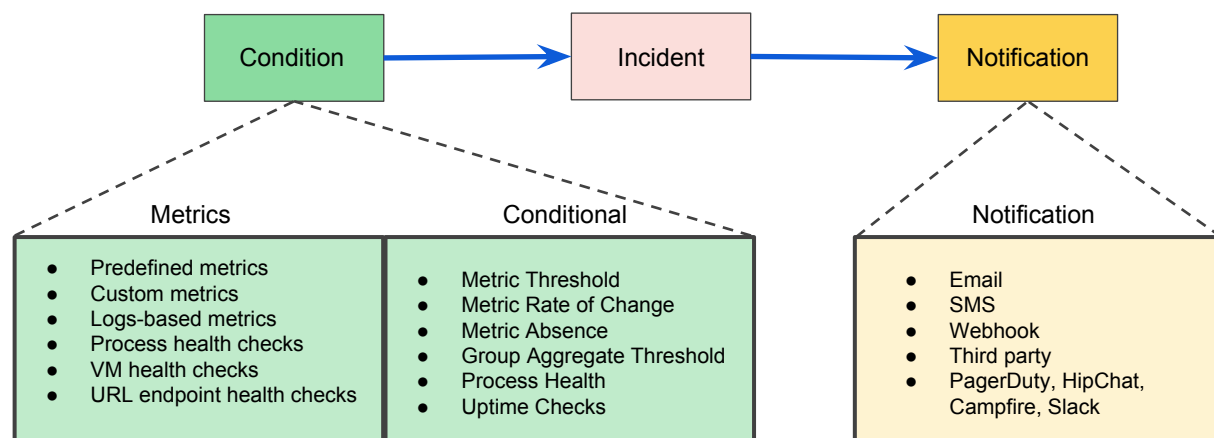 Condition
Incident
Notification
Metrics
● Predefined metrics
● Custom metrics
● Logs-based metrics
● Process health checks
● VM health checks
● URL endpoint health checks
Conditional
● Metric Threshold
● Metric Rate of Change
● Metric Absence
● Group Aggregate Threshold
● Process Health
● Uptime Checks
Notification
● Email
● SMS
● Webhook
● Third party
● PagerDuty, HipChat,
Campfire, Slack